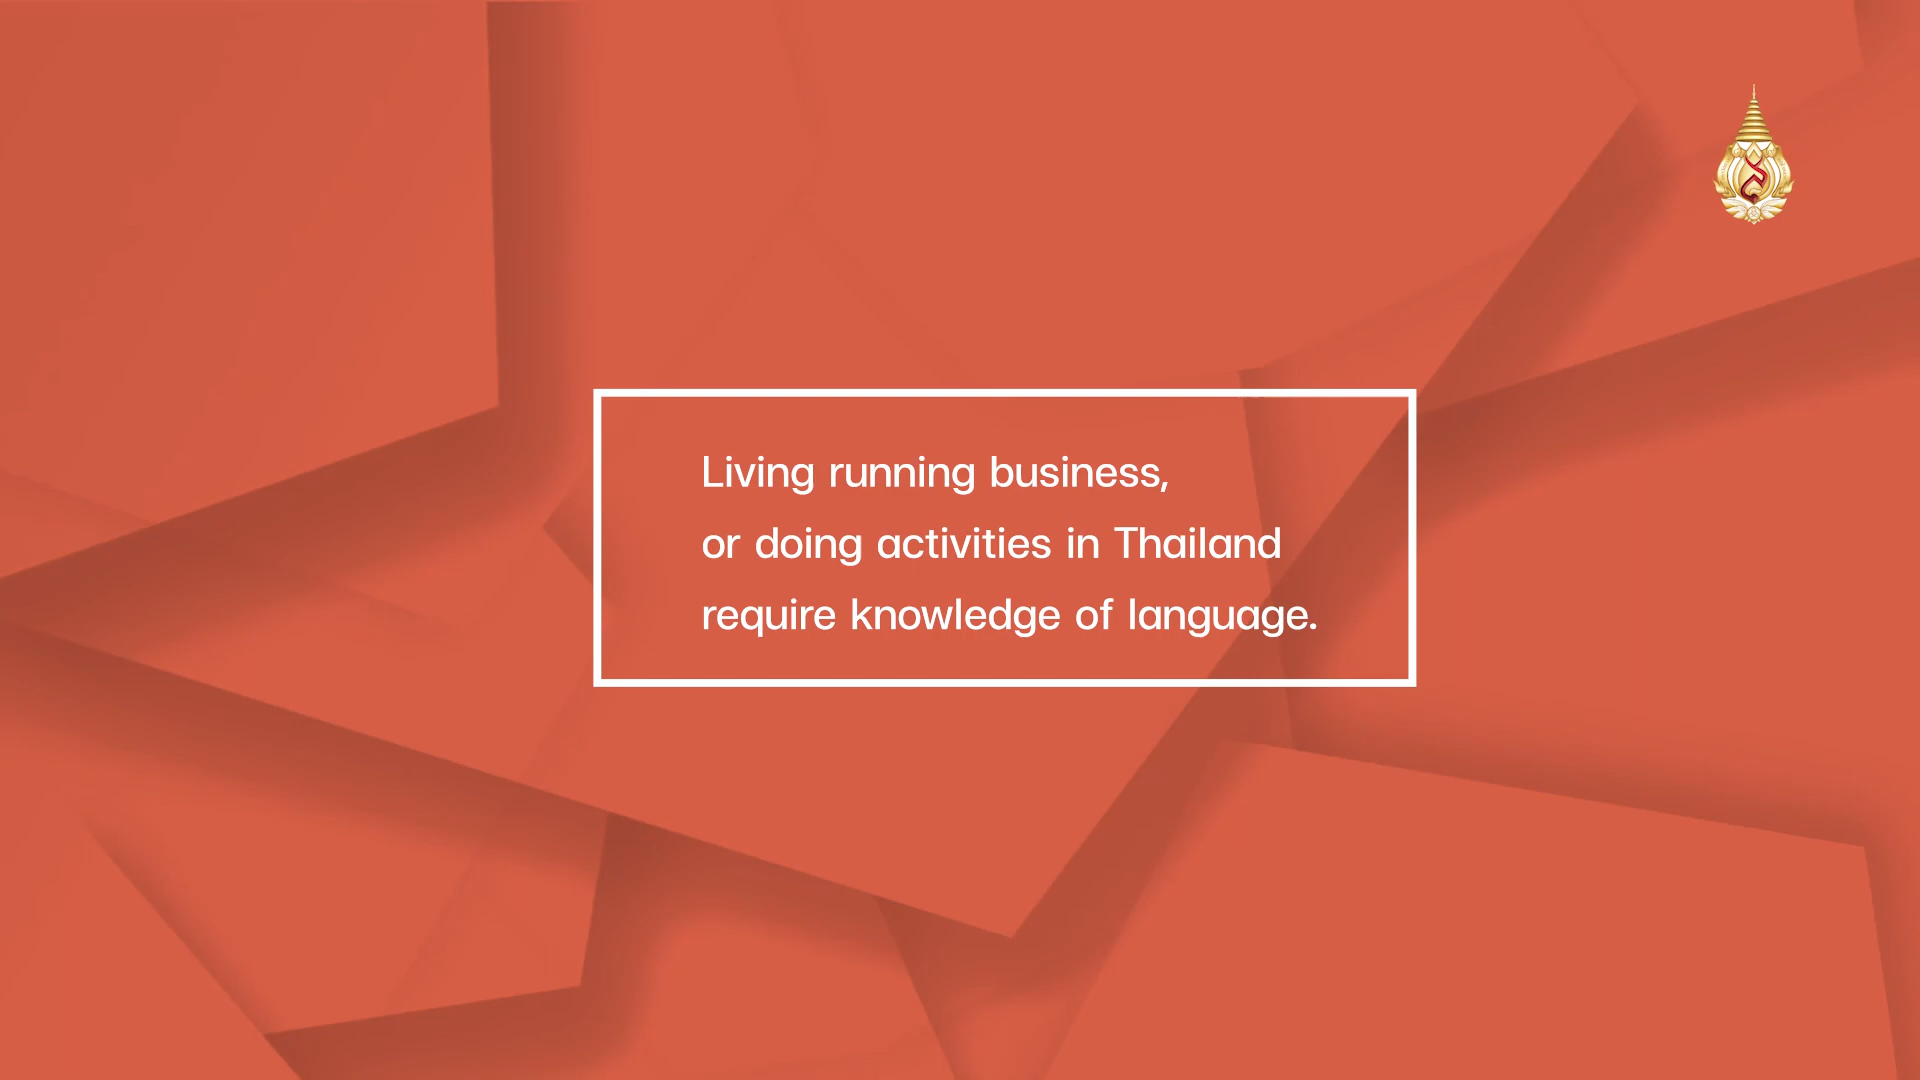 Living running business,
or doing activities in Thailand
require knowledge of language.